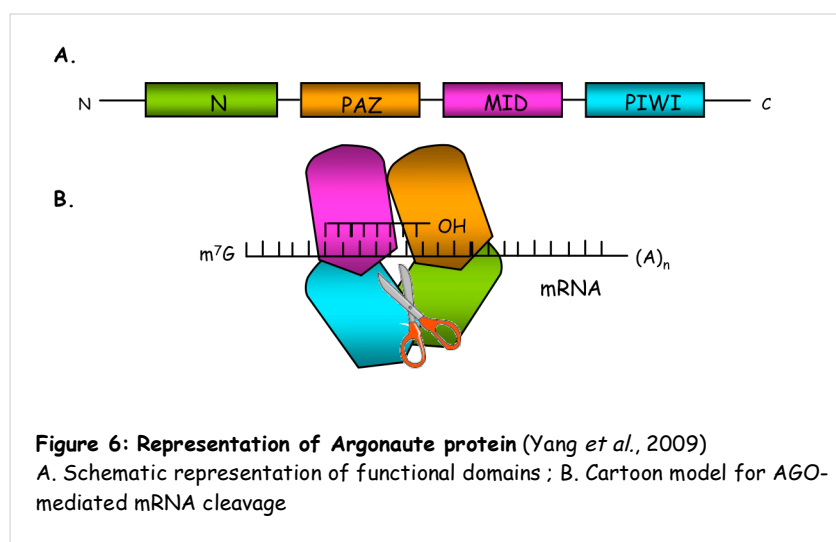 A.
N N PAZ MID PIWI C
B.
OH
m⁷G (A)n
mRNA
Figure 6: Representation of Argonaute protein (Yang et al., 2009)
A. Schematic representation of functional domains ; B. Cartoon model for AGO-
mediated mRNA cleavage